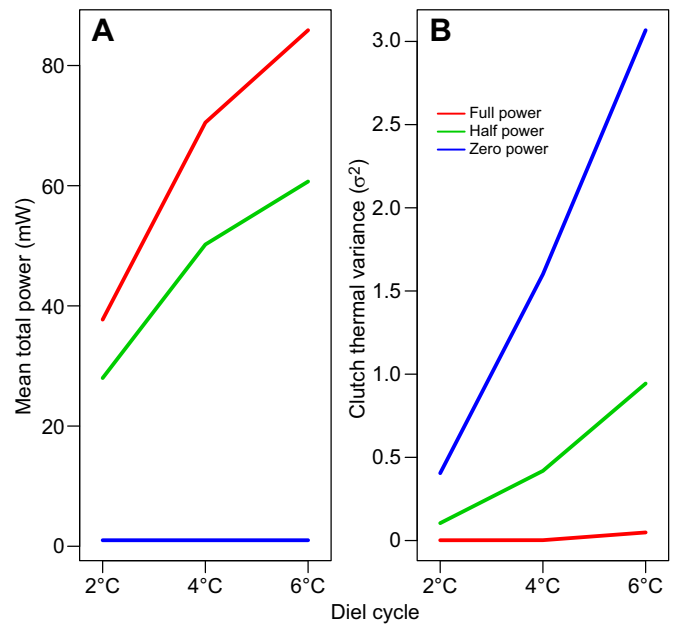 A
Mean total power (mW)
80
60
40
20
0
2°C 4°C 6°C
B
Clutch thermal variance (σ²)
3.0
2.5
2.0
1.5
1.0
0.5
0
Full power
Half power
Zero power
2°C 4°C 6°C
Diel cycle